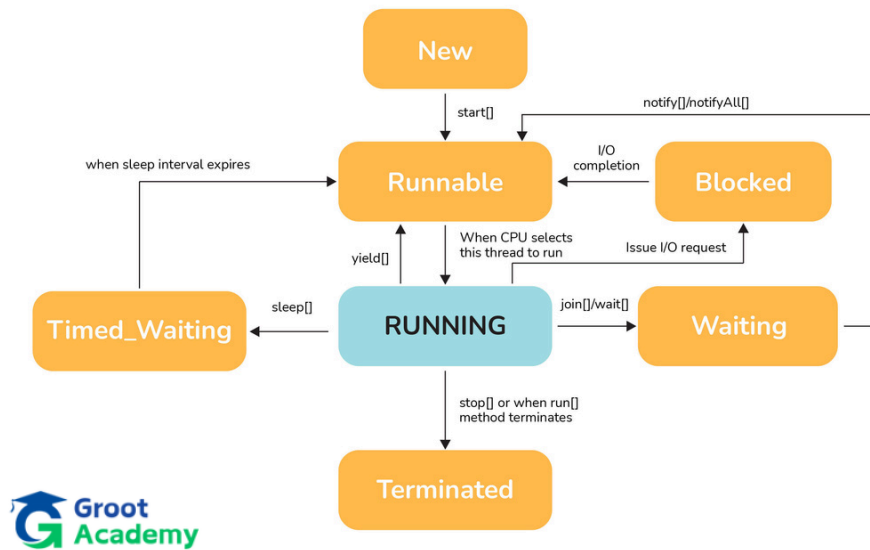 New
start[]
notify[]/notifyAll[]
when sleep interval expires
Runnable
I/O
completion
Blocked
yield[]
When CPU selects
this thread to run
Issue I/O request
Timed_Waiting
sleep[]
RUNNING
join[]/wait[]
Waiting
stop[] or when run[]
method terminates
Terminated
Groot
Academy